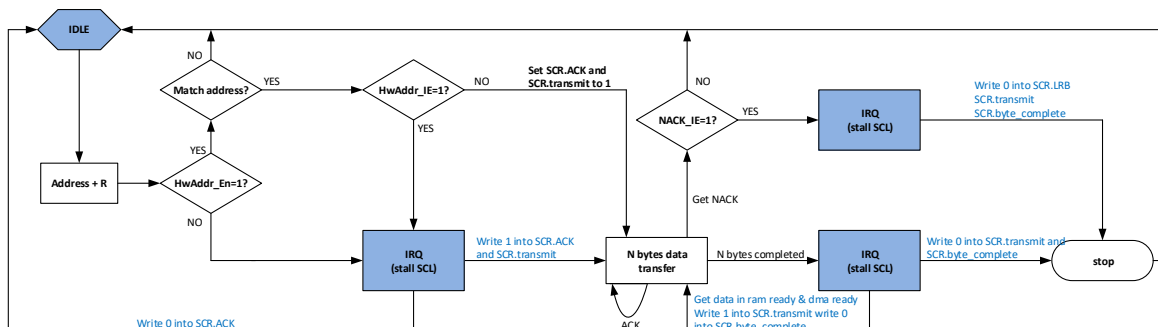 IDLE
NO
Match address?
YES
HwAddr_IE=1?
NO
Set SCR.ACK and
SCR.transmit to 1
NO
NACK_IE=1?
YES
IRQ
(stall SCL)
Write 0 into SCR.LRB
SCR.transmit
SCR.byte_complete
YES
YES
Address + R
HwAddr_En=1?
NO
Get NACK
IRQ
(stall SCL)
Write 1 into SCR.ACK
and SCR.transmit
N bytes data
transfer
N bytes completed
IRQ
(stall SCL)
Write 0 into SCR.transmit and
SCR.byte_complete
stop
Get data in ram ready & dma ready
Write 1 into SCR.transmit write 0
into SCR.byte_complete
Write 0 into SCR.ACK
ACK